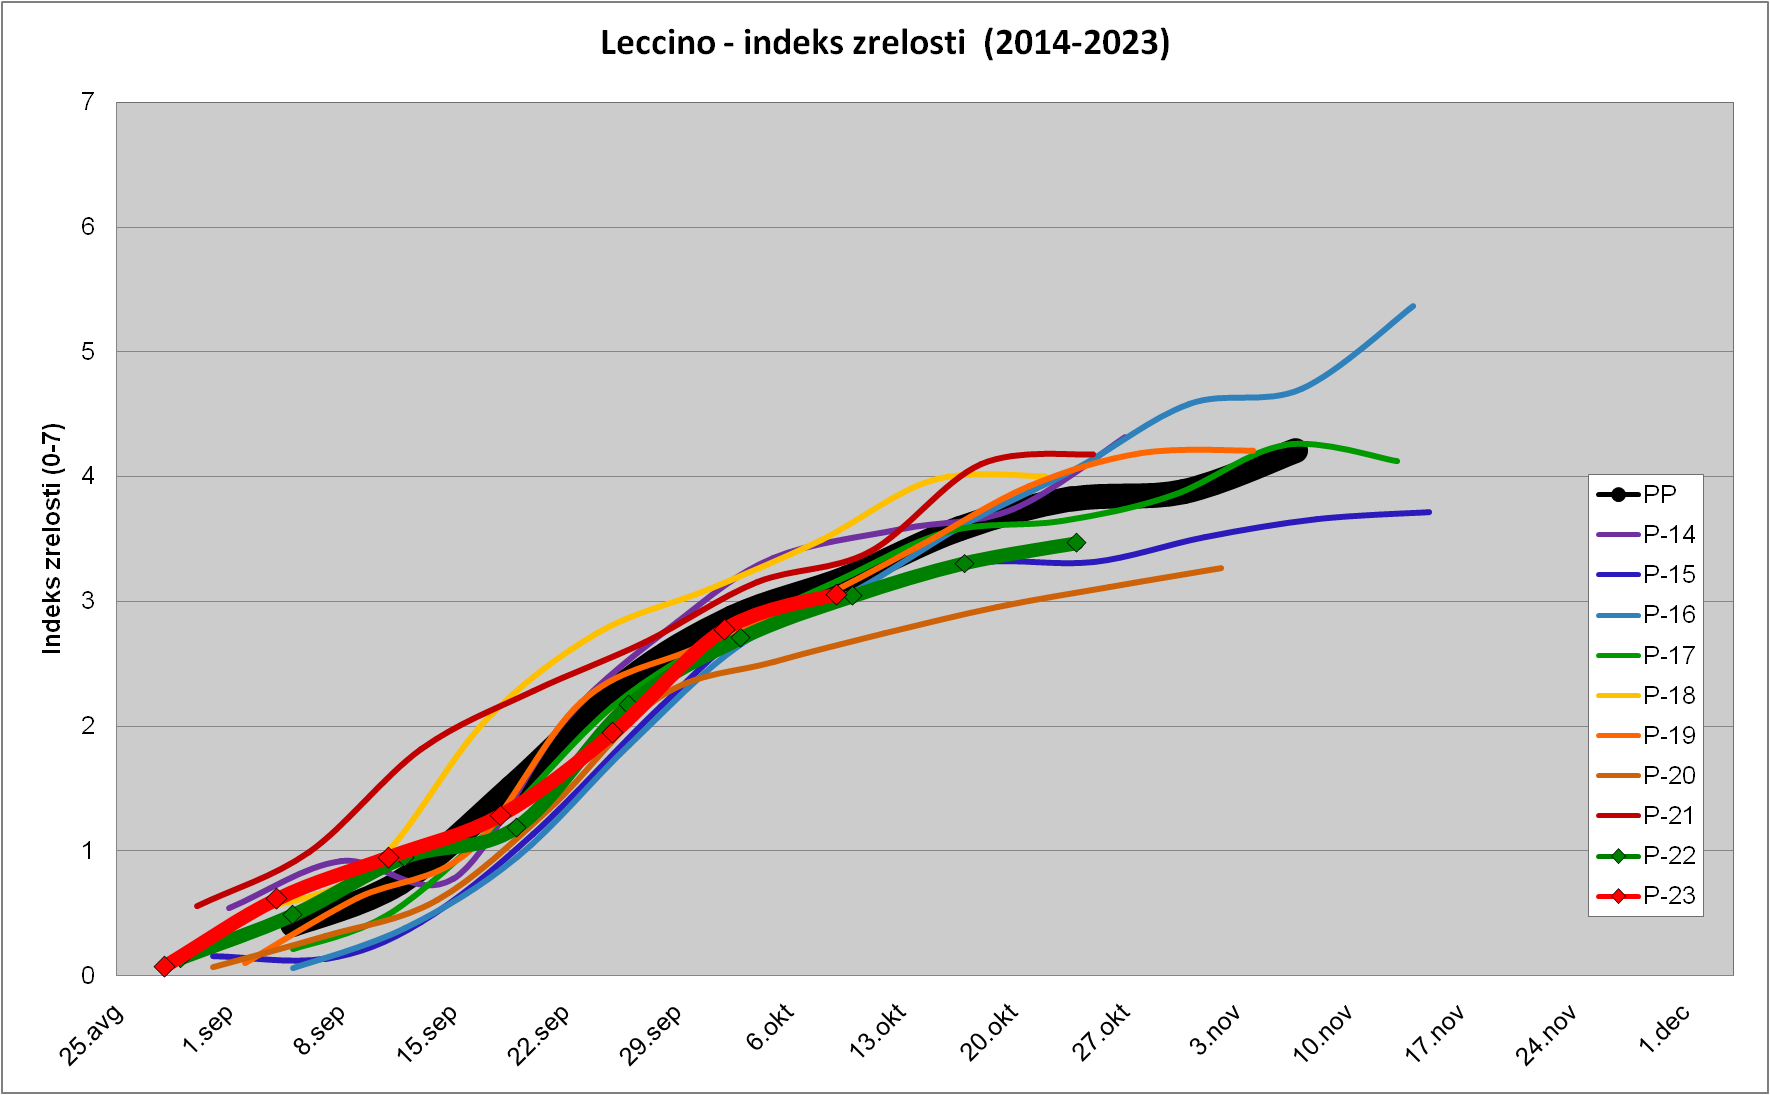 Leccino - indeks zrelosti  (2014-2023)
Indeks zrelosti (0-7)
7
6
5
4
3
2
1
0
25.avg
1.sep
8.sep
15.sep
22.sep
29.sep
6.okt
13.okt
20.okt
27.okt
3.nov
10.nov
17.nov
24.nov
1.dec
PP
P-14
P-15
P-16
P-17
P-18
P-19
P-20
P-21
P-22
P-23